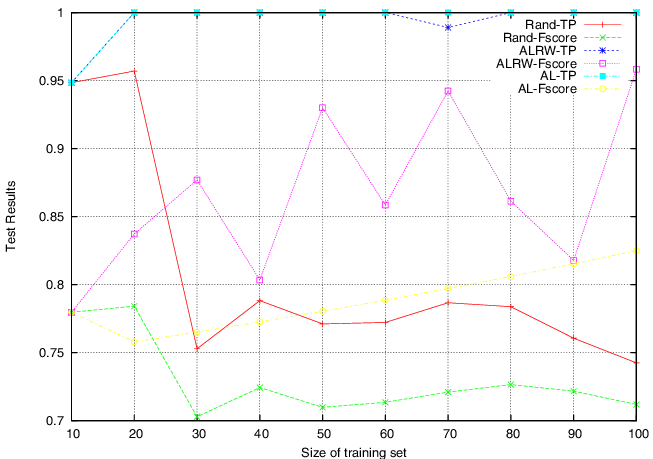 1
0.95
0.9
0.85
0.8
0.75
0.7
Test Results
10 20 30 40 50 60 70 80 90 100
Size of training set
Rand-TP
Rand-Fscore
ALRW-TP
ALRW-Fscore
AL-TP
AL-Fscore